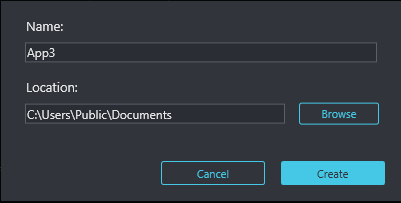 Name:
App3
Location:
C:\Users\Public\Documents
Browse
Cancel
Create